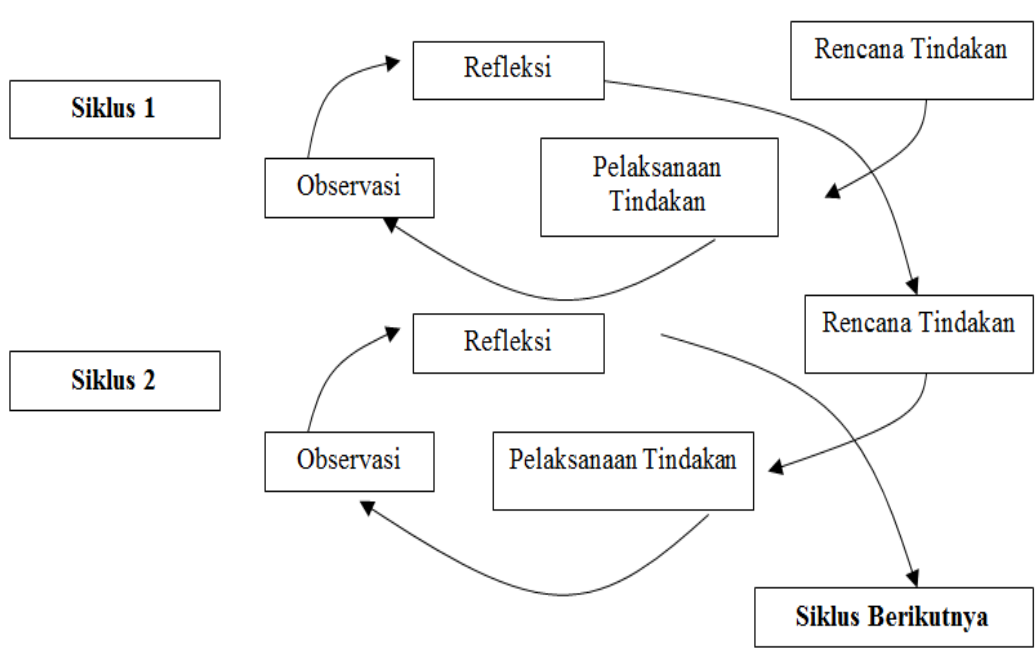 Rencana Tindakan
Refleksi
Siklus 1
Pelaksanaan
Tindakan
Observasi
Rencana Tindakan
Refleksi
Siklus 2
Pelaksanaan Tindakan
Observasi
Siklus Berikutnya